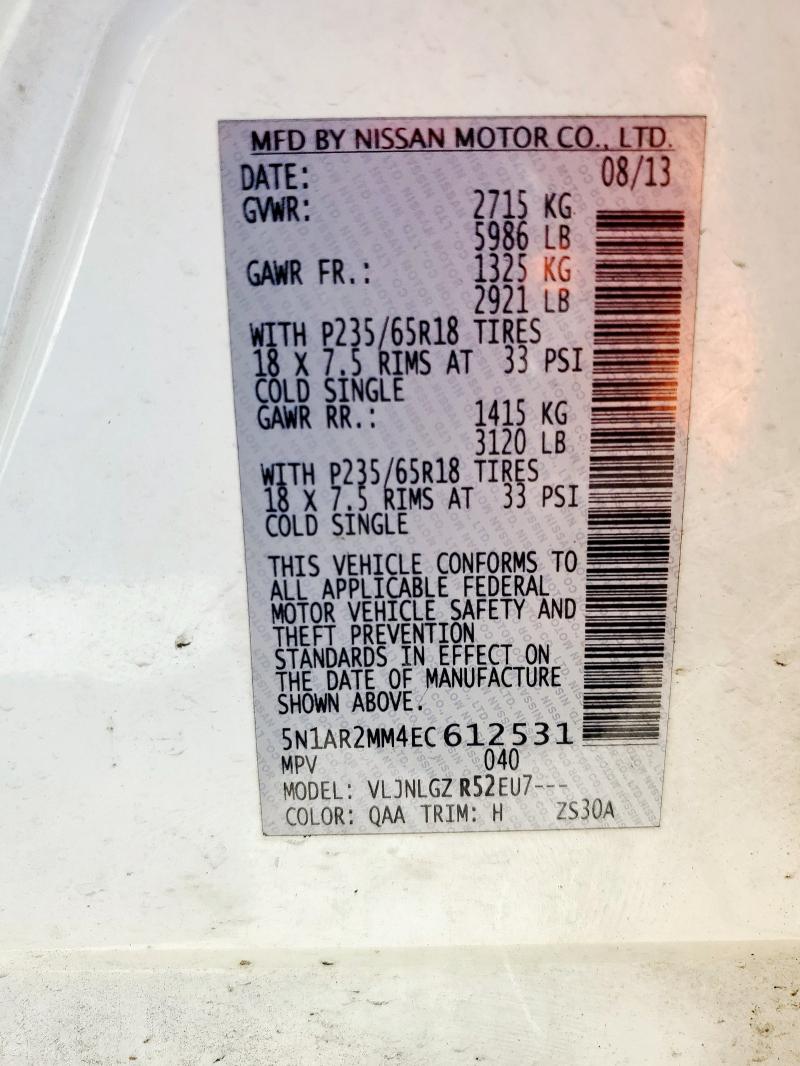 MFD BY NISSAN MOTOR CO., LTD.
DATE: 08/13
GVWR: 2715 KG
5986 LB
GAWR FR.: 1325 KG
2921 LB
WITH P235/65R18 TIRES
18 X 7.5 RIMS AT 33 PSI
COLD SINGLE
GAWR RR.: 1415 KG
3120 LB
WITH P235/65R18 TIRES
18 X 7.5 RIMS AT 33 PSI
COLD SINGLE
THIS VEHICLE CONFORMS TO
ALL APPLICABLE FEDERAL
MOTOR VEHICLE SAFETY AND
THEFT PREVENTION
STANDARDS IN EFFECT ON
THE DATE OF MANUFACTURE
SHOWN ABOVE.
5N1AR2MM4EC612531
MPV 040
MODEL: VLJNLGZ R52EU7---
COLOR: QAA TRIM: H ZS30A